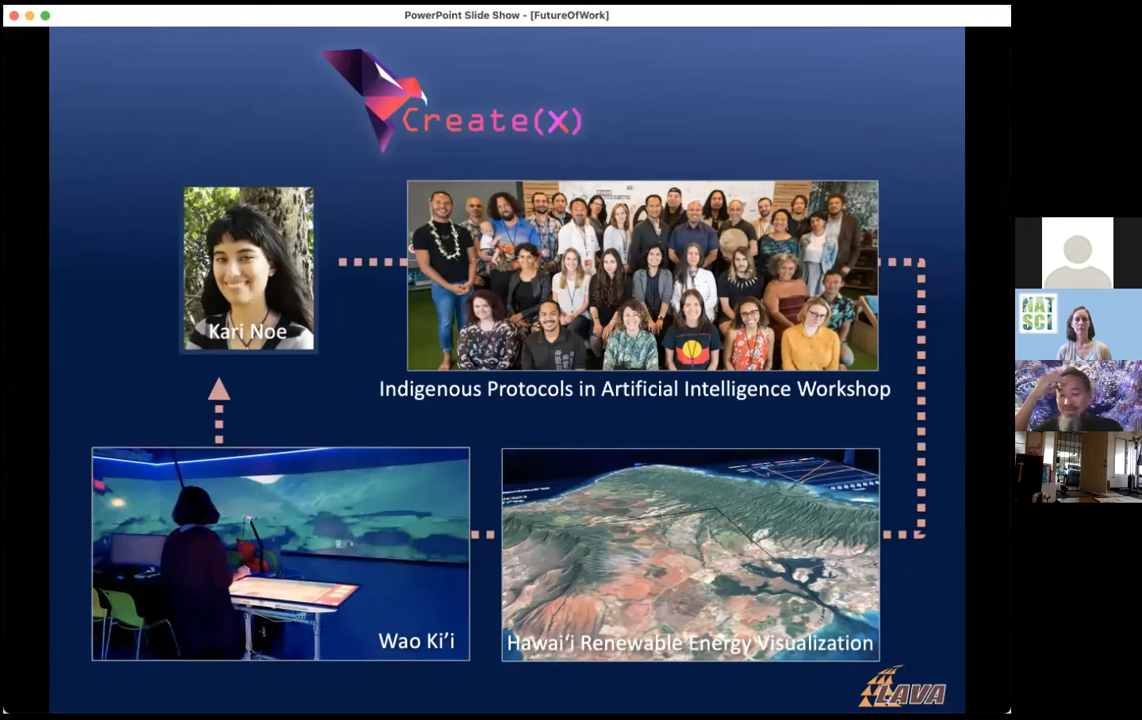 PowerPoint Slide Show - [FutureOfWork]
Create(x)
Kari Noe
Indigenous Protocols in Artificial Intelligence Workshop
Wao Ki'i
Hawai'i Renewable Energy Visualization
LAVA
NAT
SCI